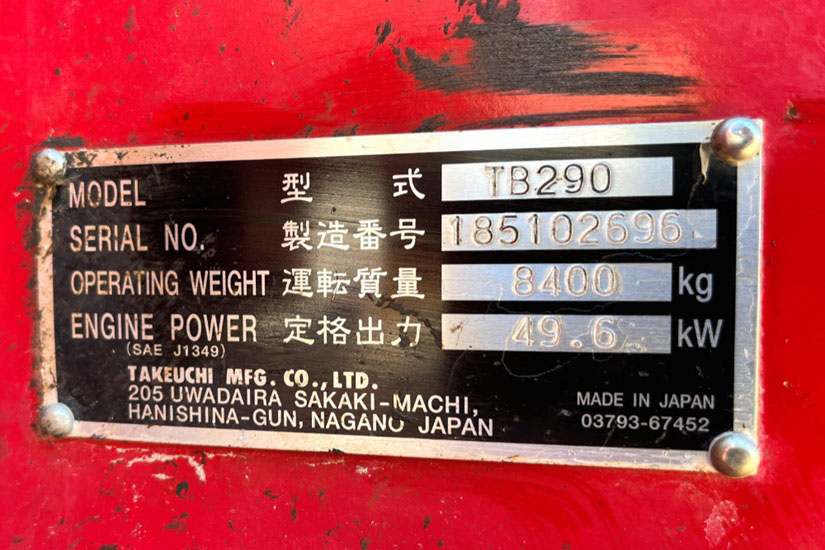 MODEL 型式 TB290
SERIAL NO. 製造番号 185102696
OPERATING WEIGHT 運転質量 8400 kg
ENGINE POWER 定格出力 49.6 kW
(SAE J1349)
TAKEUCHI MFG. CO., LTD.
205 UWADAIRA SAKAKI-MACHI,
HANISHINA-GUN, NAGANO JAPAN
MADE IN JAPAN
03793-67452